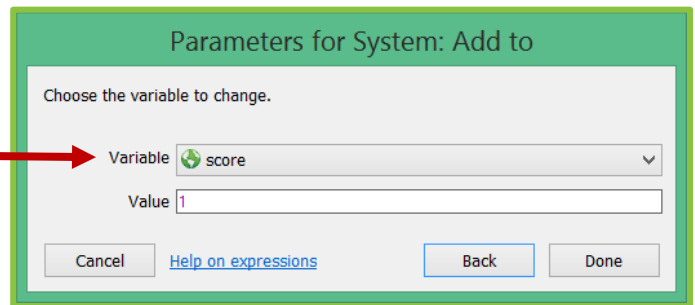 Parameters for System: Add to
Choose the variable to change.
Variable score
Value 1
Cancel Help on expressions Back Done